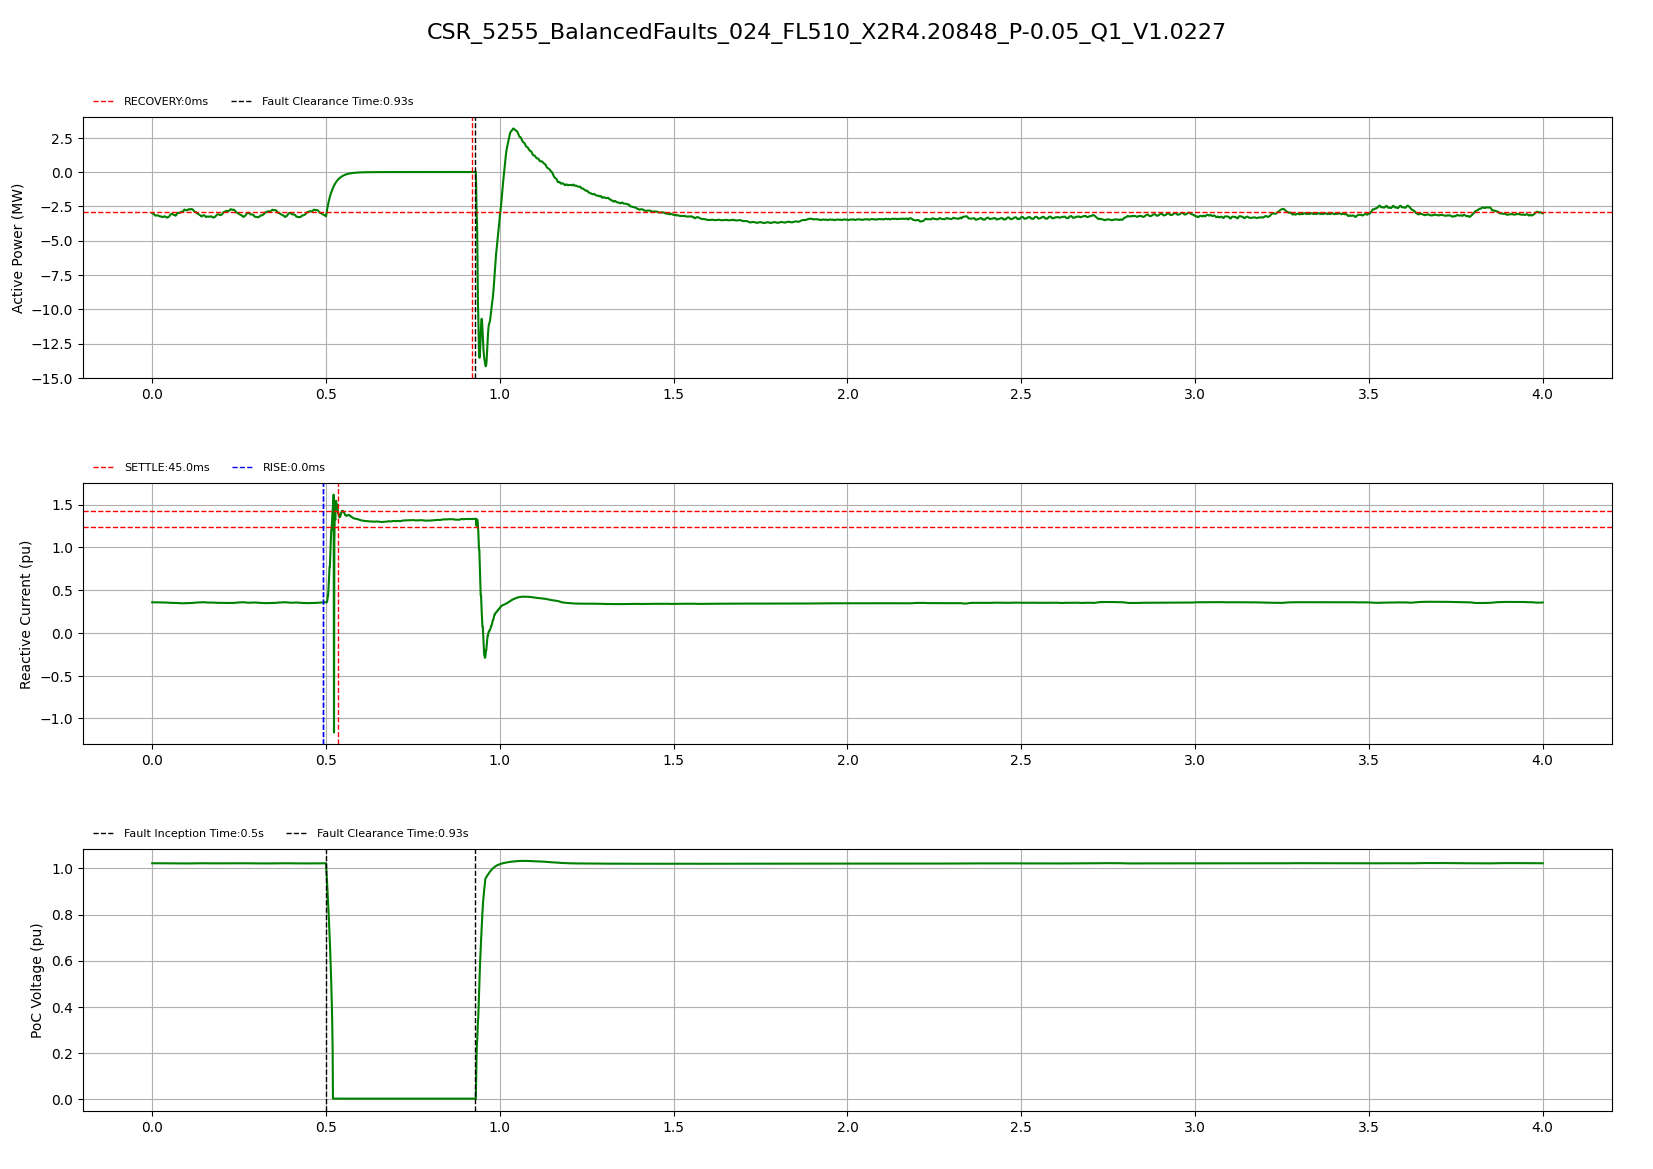 CSR_5255_BalancedFaults_024_FL510_X2R4.20848_P-0.05_Q1_V1.0227
RECOVERY:0ms Fault Clearance Time:0.93s
Active Power (MW)
2.5
0.0
−2.5
−5.0
−7.5
−10.0
−12.5
−15.0
0.0 0.5 1.0 1.5 2.0 2.5 3.0 3.5 4.0
SETTLE:45.0ms RISE:0.0ms
Reactive Current (pu)
1.5
1.0
0.5
0.0
−0.5
−1.0
0.0 0.5 1.0 1.5 2.0 2.5 3.0 3.5 4.0
Fault Inception Time:0.5s Fault Clearance Time:0.93s
PoC Voltage (pu)
1.0
0.8
0.6
0.4
0.2
0.0
0.0 0.5 1.0 1.5 2.0 2.5 3.0 3.5 4.0